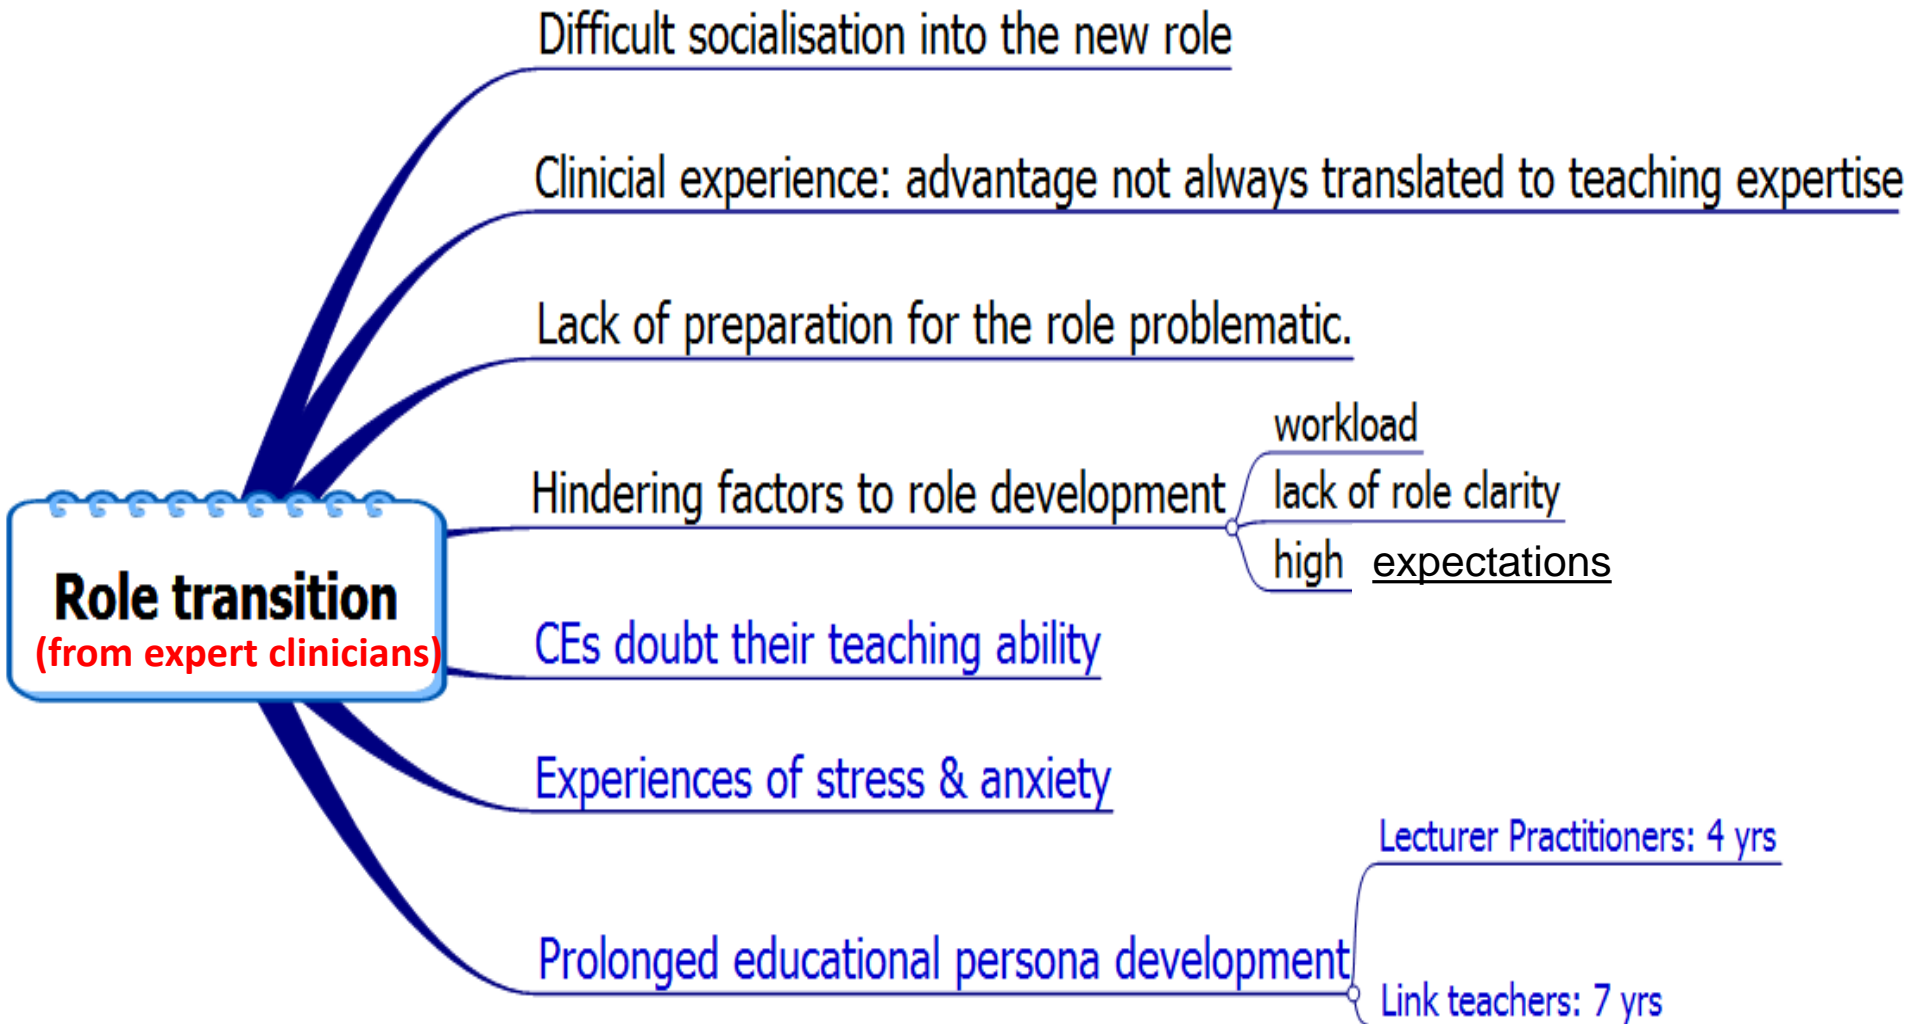 Difficult socialisation into the new role
Clinicial experience: advantage not always translated to teaching expertise
Lack of preparation for the role problematic.
Hindering factors to role development
workload
lack of role clarity
high expectations
Role transition
(from expert clinicians)
CEs doubt their teaching ability
Experiences of stress & anxiety
Prolonged educational persona development
Lecturer Practitioners: 4 yrs
Link teachers: 7 yrs